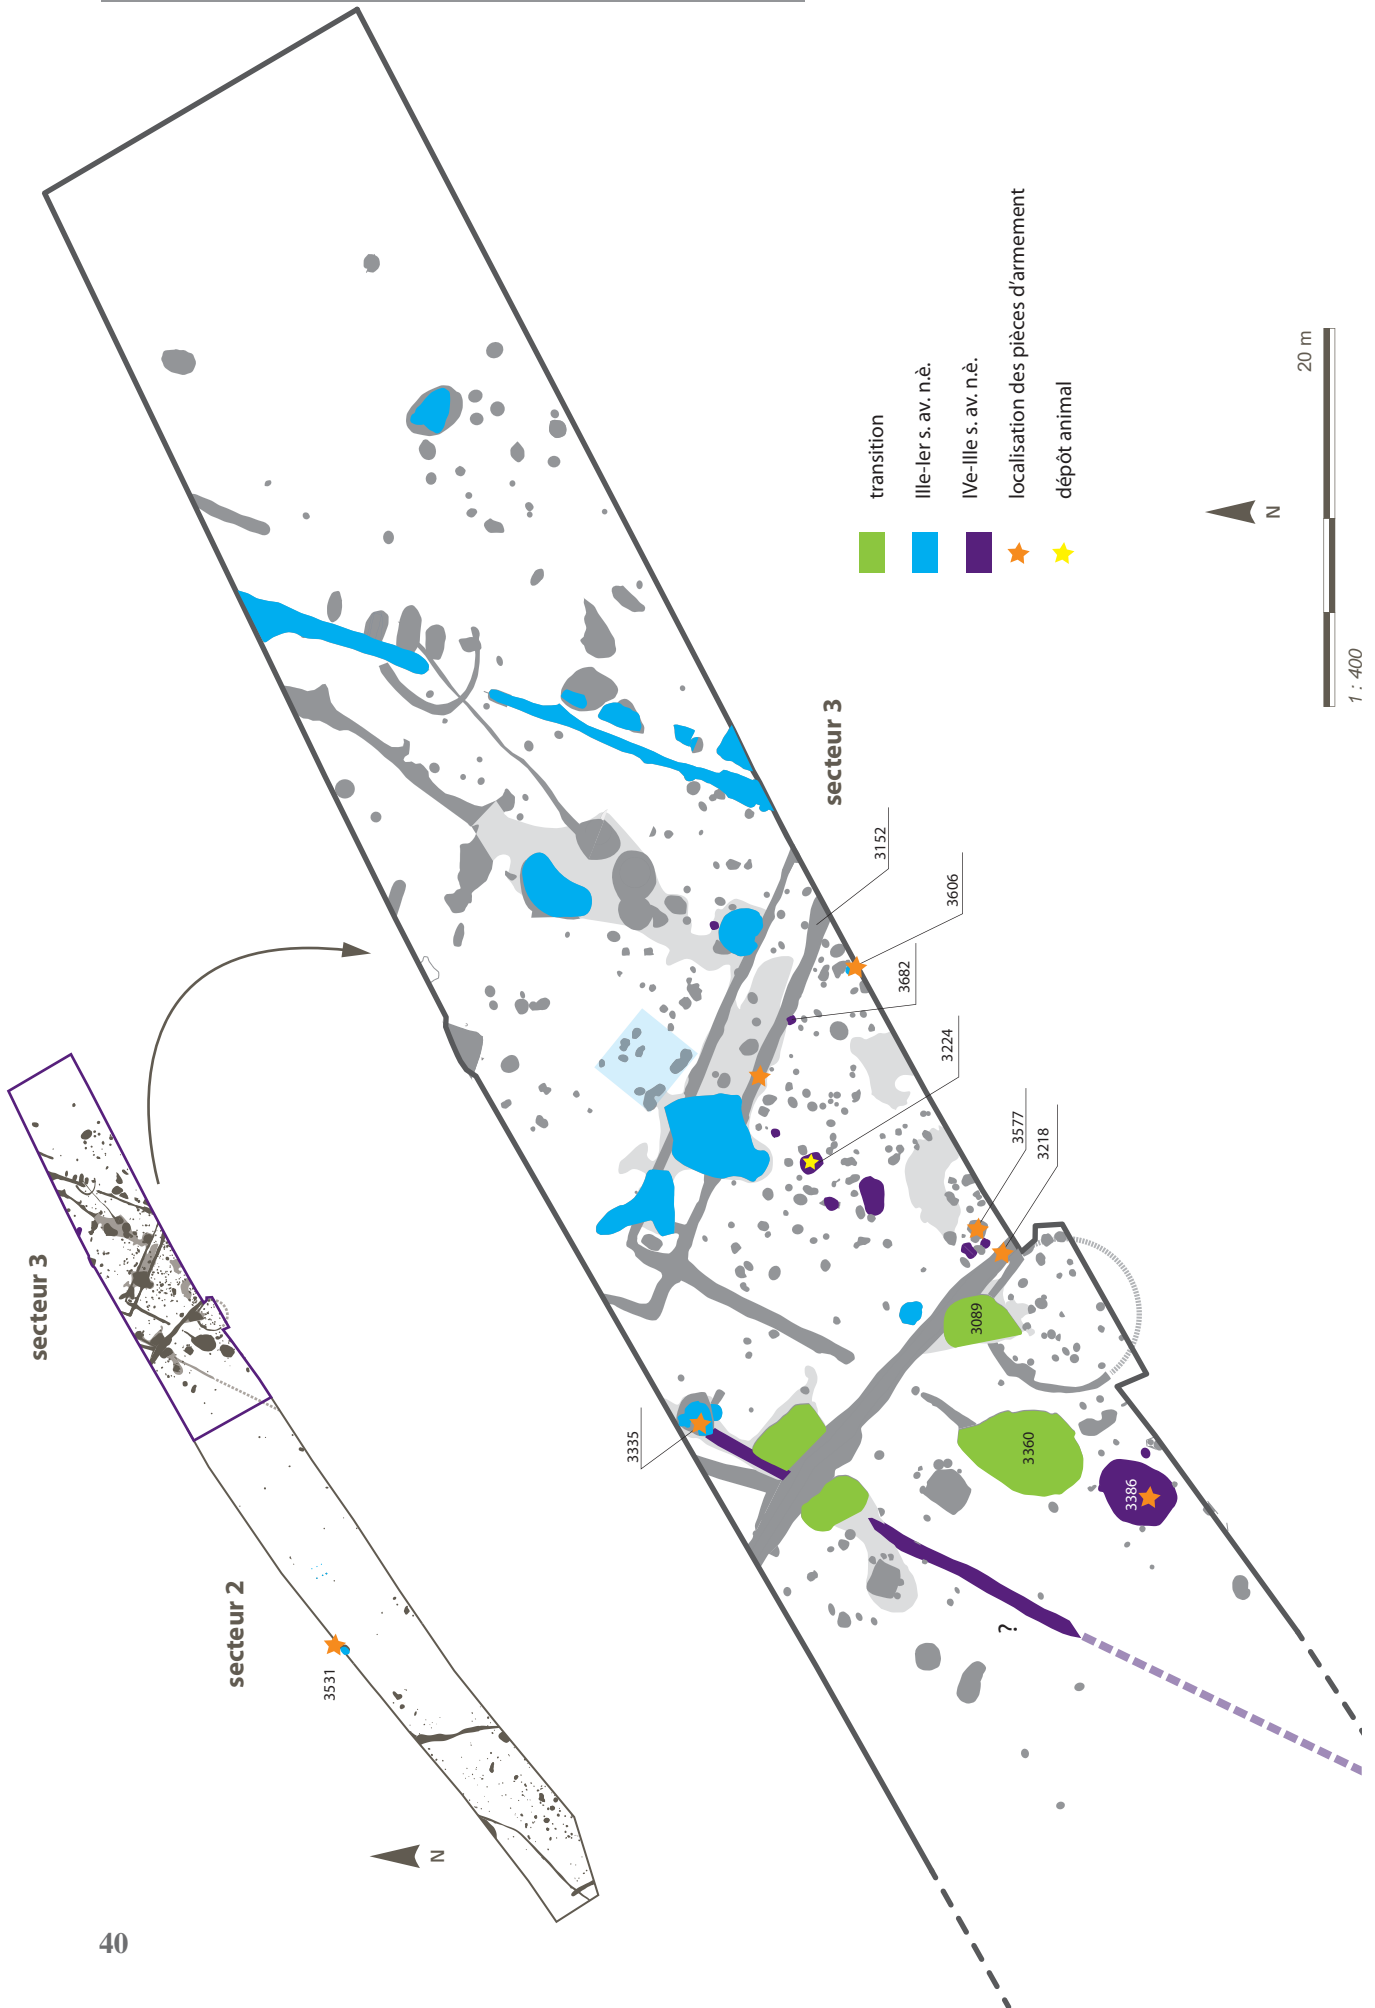 secteur 3
secteur 2
3531
N
transition
IIIe-Ier s. av. n.è.
IVe-IIIe s. av. n.è.
localisation des pièces d'armement
dépôt animal
N
20 m
1 : 400
secteur 3
3152
3606
3682
3224
3577
3218
3089
3335
3360
3386
?
40